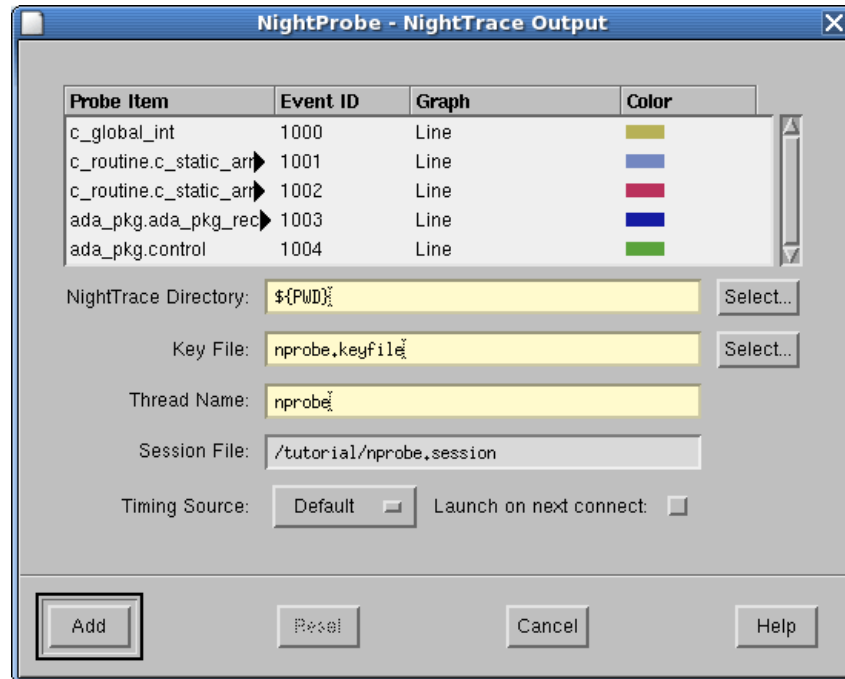 NightProbe - NightTrace Output
Probe Item Event ID Graph Color
c_global_int 1000 Line
c_routine.c_static_arr 1001 Line
c_routine.c_static_arr 1002 Line
ada_pkg.ada_pkg_rec 1003 Line
ada_pkg.control 1004 Line
NightTrace Directory: ${PWD} Select...
Key File: nprobe.keyfile Select...
Thread Name: nprobe
Session File: /tutorial/nprobe.session
Timing Source: Default Launch on next connect:
Add Reset Cancel Help